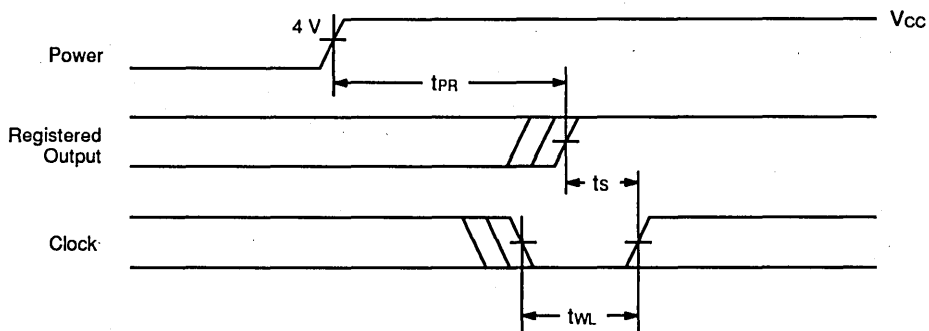 4 V
VCC
Power
tPR
Registered
Output
tS
Clock
tWL